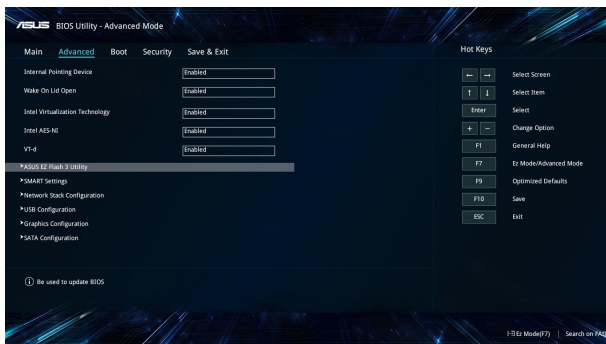 ASUS BIOS Utility - Advanced Mode
Main Advanced Boot Security Save & Exit
Internal Pointing Device Enabled
Wake On Lid Open Enabled
Intel Virtualization Technology Enabled
Intel AES-NI Enabled
VT-d Enabled
ASUS EZ Flash 3 Utility
SMART Settings
Network Stack Configuration
USB Configuration
Graphics Configuration
SATA Configuration
Be used to update BIOS
Hot Keys
← → Select Screen
↑ ↓ Select Item
Enter Select
+ - Change Option
F1 General Help
F7 Ez Mode/Advanced Mode
F9 Optimized Defaults
F10 Save
ESC Exit
Ez Mode(F7) | Search on FAQ